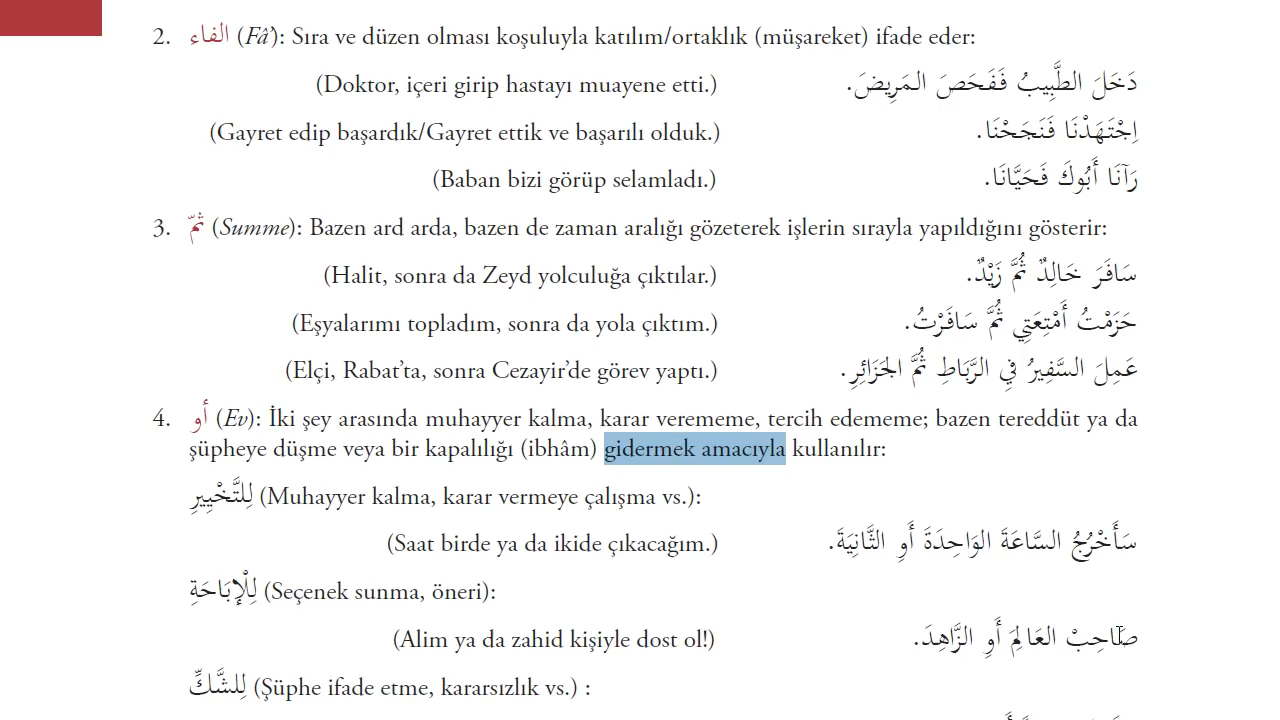 2. الفاء (Fâ’): Sıra ve düzen olması koşuluyla katılım/ortaklık (müşareket) ifade eder:
(Doktor, içeri girip hastayı muayene etti.) دَخَلَ الطَّبِيبُ فَفَحَصَ الـمَرِيضَ.
(Gayret edip başardık/Gayret ettik ve başarılı olduk.) اِجْتَهَدْنَا فَنَجَحْنَا.
(Baban bizi görüp selamladı.) رَآنَا أَبُوكَ فَحَيَّانَا.
3. ثمّ (Summe): Bazen ard arda, bazen de zaman aralığı gözeterek işlerin sırayla yapıldığını gösterir:
(Halit, sonra da Zeyd yolculuğa çıktılar.) سَافَرَ خَالِدٌ ثُمَّ زَيْدٌ.
(Eşyalarımı topladım, sonra da yola çıktım.) حَزَمْتُ أَمْتِعَتِي ثُمَّ سَافَرْتُ.
(Elçi, Rabat’ta, sonra Cezayir’de görev yaptı.) عَمِلَ السَّفِيرُ فِي الرَّبَاطِ ثُمَّ الجَزَائِرِ.
4. أو (Ev): İki şey arasında muhayyer kalma, karar verememe, tercih edememe; bazen tereddüt ya da
şüpheye düşme veya bir kapalılığı (ibhâm) gidermek amacıyla kullanılır:
لِلتَّخْيِيرِ (Muhayyer kalma, karar vermeye çalışma vs.):
(Saat birde ya da ikide çıkacağım.) سَأَخْرُجُ السَّاعَةَ الوَاحِدَةَ أَوِ الثَّانِيَةَ.
لِلْإِبَاحَةِ (Seçenek sunma, öneri):
(Alim ya da zahid kişiyle dost ol!) صَاحِبْ العَالِمَ أَوِ الزَّاهِدَ.
لِلشَّكِّ (Şüphe ifade etme, kararsızlık vs.) :